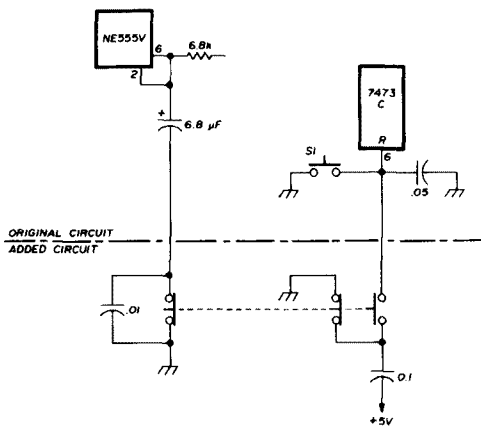 NE555V
6
6.8k
2
+
6.8 µF
7473
C
R
6
S1
.05
ORIGINAL CIRCUIT
ADDED CIRCUIT
.01
0.1
+5V